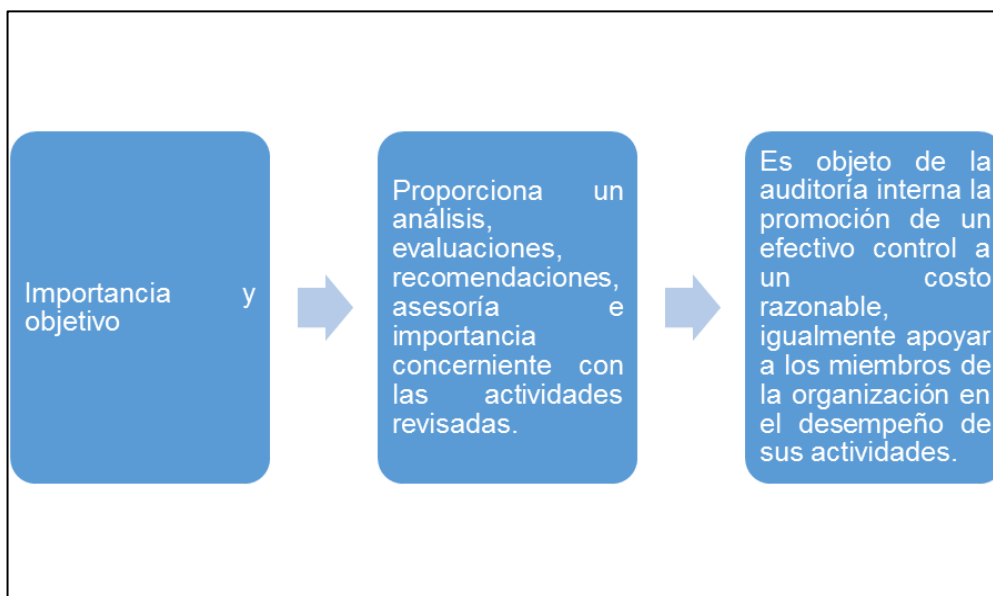 Importancia y
objetivo
Proporciona un
análisis,
evaluaciones,
recomendaciones,
asesoría e
importancia
concerniente con
las actividades
revisadas.
Es objeto de la
auditoría interna la
promoción de un
efectivo control a
un costo
razonable,
igualmente apoyar
a los miembros de
la organización en
el desempeño de
sus actividades.